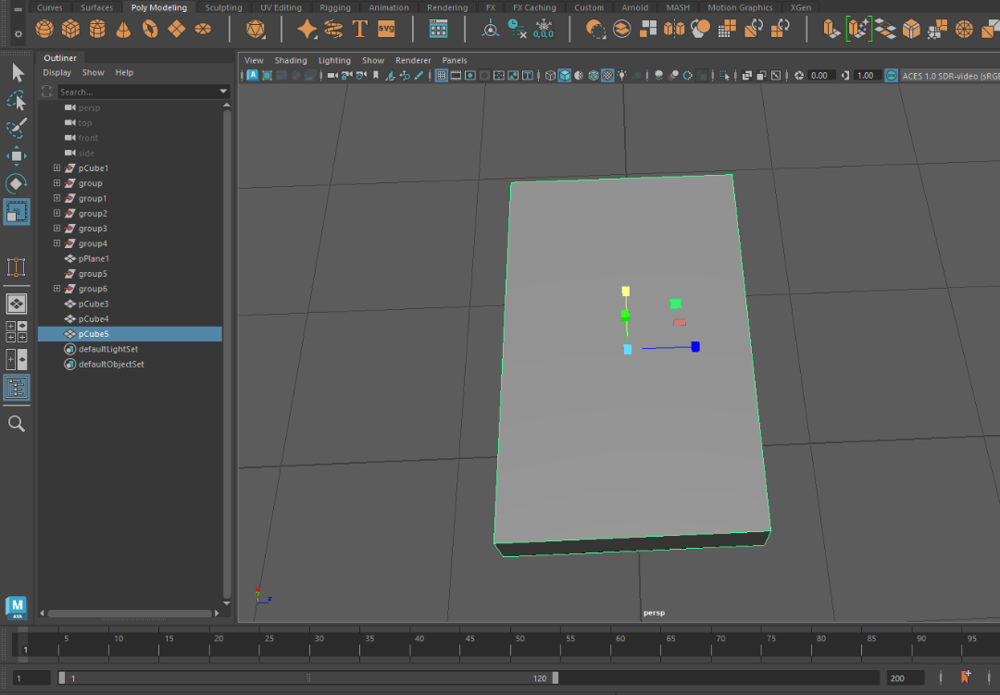 Curves Surfaces Poly Modeling Sculpting UV Editing Rigging Animation Rendering FX FX Caching Custom Arnold MASH Motion Graphics XGen
SVG
0,0,0
Outliner
Display Show Help
Search...
persp
top
front
side
pCube1
group
group1
group2
group3
group4
pPlane1
group5
group6
pCube3
pCube4
pCube5
defaultLightSet
defaultObjectSet
View Shading Lighting Show Renderer Panels
0.00 1.00 ACES 1.0 SDR-video (sRGB
persp
M
AYA
5 10 15 20 25 30 35 40 45 50 55 60 65 70 75 80 85 90 95
1
1 1 120 200